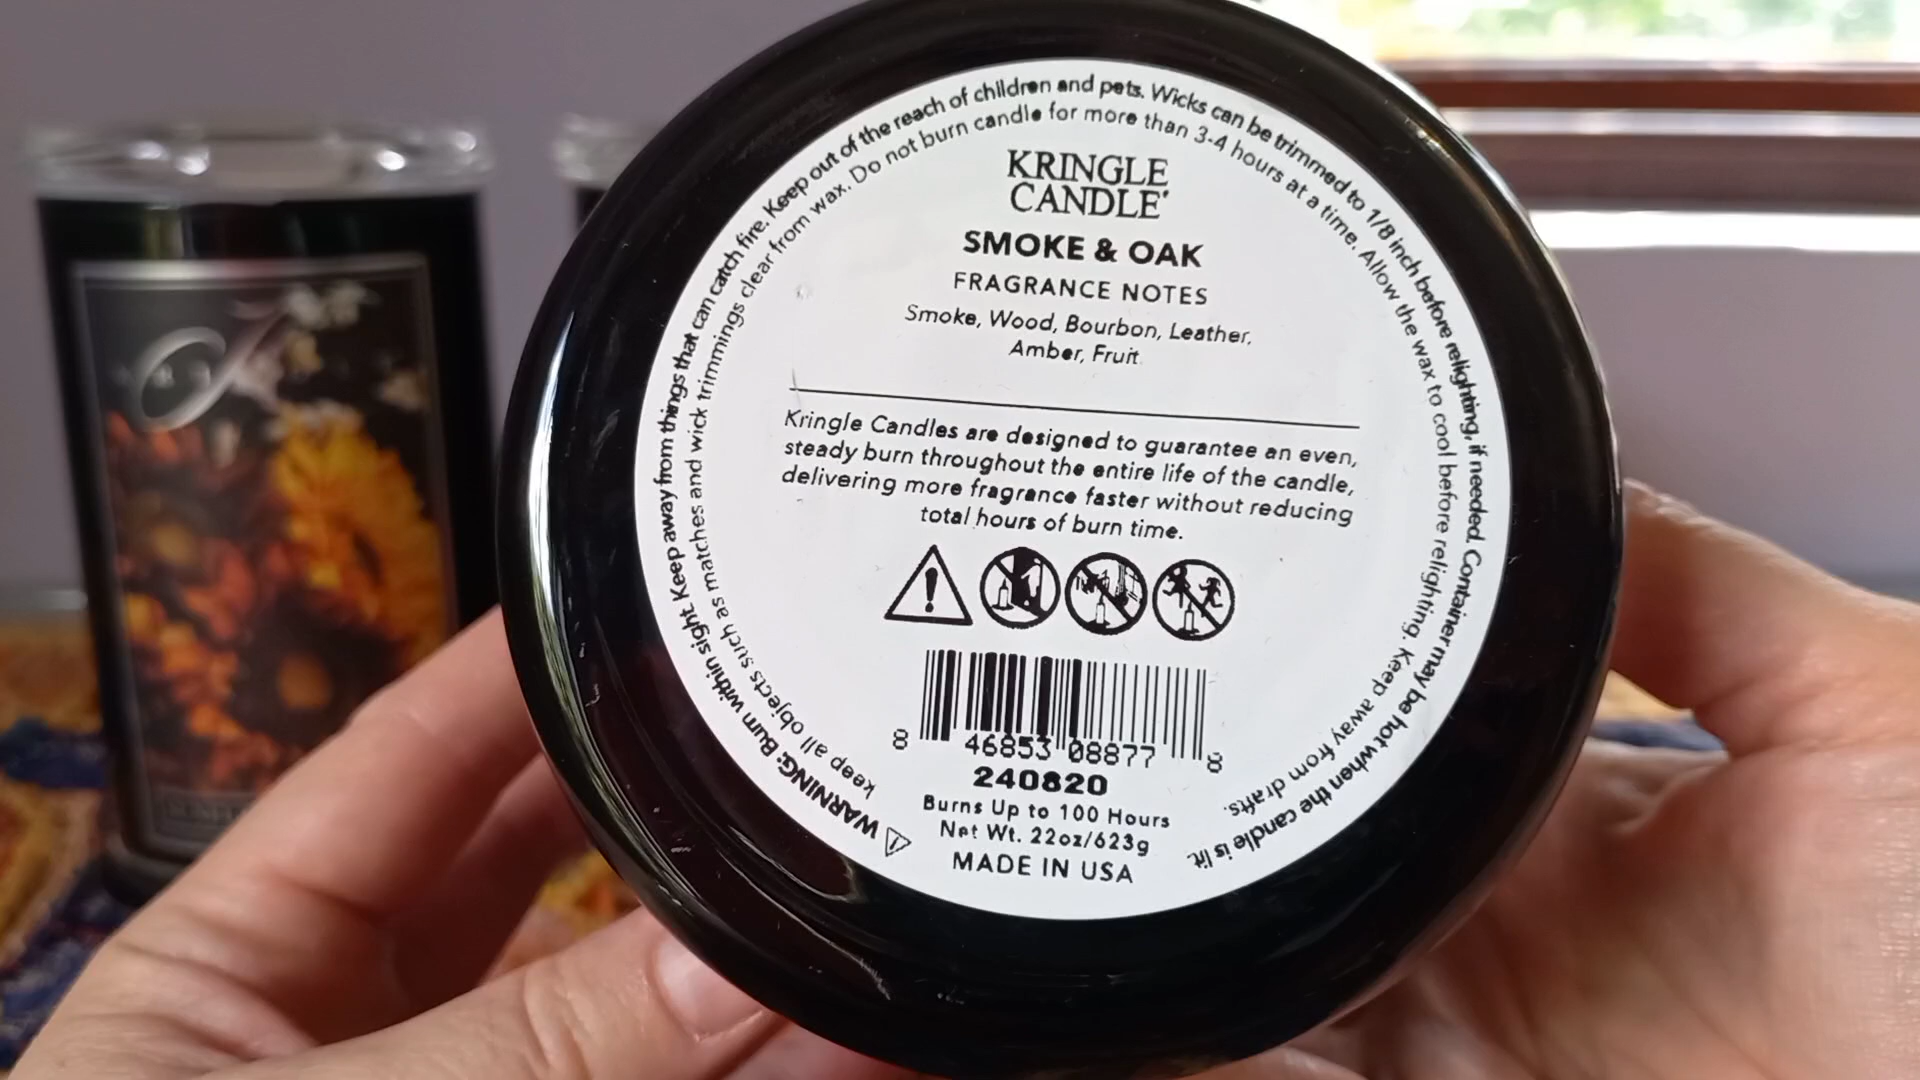 KRINGLE
CANDLE
SMOKE & OAK
FRAGRANCE NOTES
Smoke, Wood, Bourbon, Leather,
Amber, Fruit
Kringle Candles are designed to guarantee an even,
steady burn throughout the entire life of the candle,
delivering more fragrance faster without reducing
total hours of burn time.
8 46853 08877 8
240820
Burns Up to 100 Hours
Net Wt. 22oz/623g
MADE IN USA
WARNING: Burn within sight. Keep away from things that can catch fire. Keep out of the reach of children and pets. Wicks can be trimmed to 1/8 inch before relighting, if needed. Container may be hot when the candle is lit.
keep all objects such as matches and wick trimmings clear from wax. Do not burn candle for more than 3-4 hours at a time. Allow the wax to cool before relighting. Keep away from drafts.